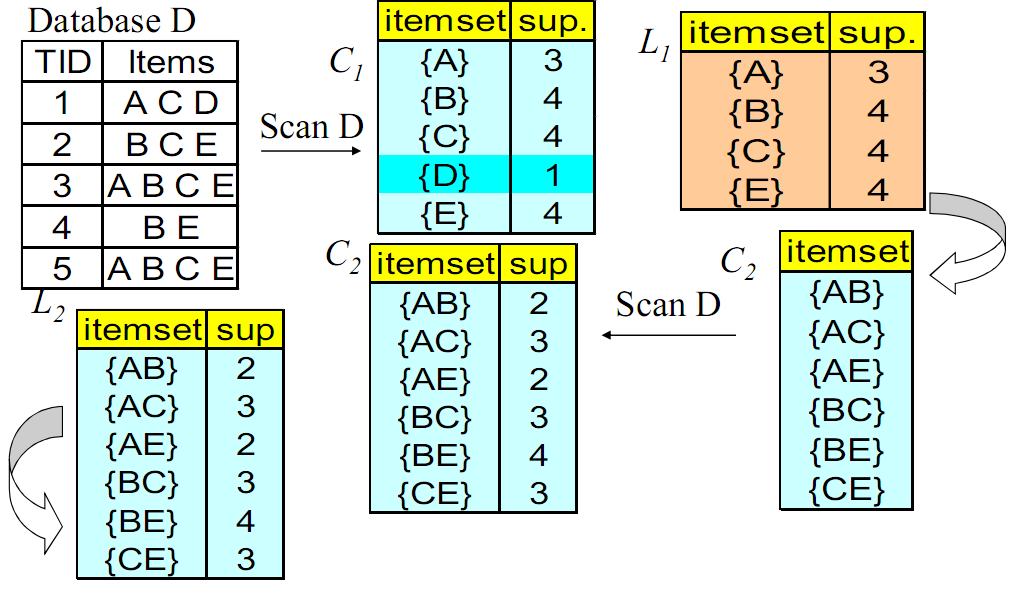 Database D
TID Items
1 A C D
2 B C E
3 A B C E
4 B E
5 A B C E
Scan D
C1
itemset sup.
{A} 3
{B} 4
{C} 4
{D} 1
{E} 4
L1
itemset sup.
{A} 3
{B} 4
{C} 4
{E} 4
C2
itemset
{AB}
{AC}
{AE}
{BC}
{BE}
{CE}
Scan D
C2
itemset sup
{AB} 2
{AC} 3
{AE} 2
{BC} 3
{BE} 4
{CE} 3
L2
itemset sup
{AB} 2
{AC} 3
{AE} 2
{BC} 3
{BE} 4
{CE} 3